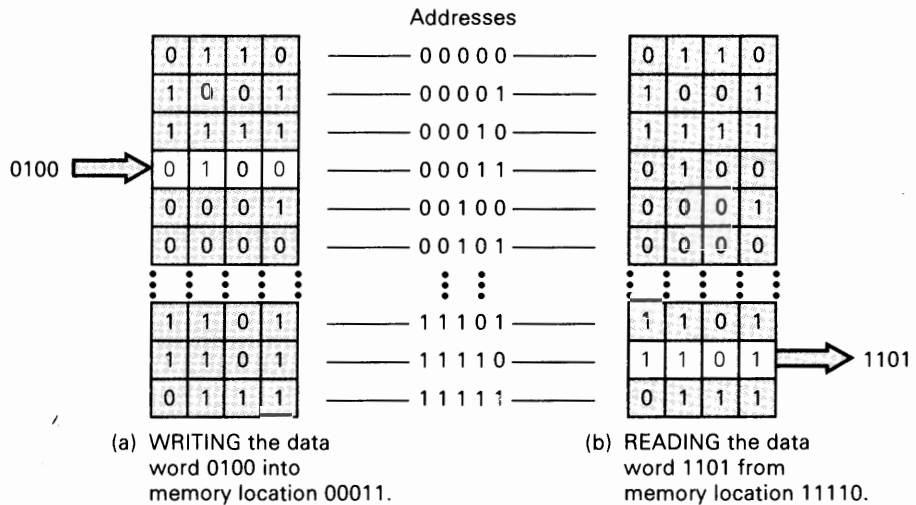 Addresses
0 1 1 0 00000 0 1 1 0
1 0 0 1 00001 1 0 0 1
1 1 1 1 00010 1 1 1 1
0100 0 1 0 0 00011 0 1 0 0
0 0 0 1 00100 0 0 0 1
0 0 0 0 00101 0 0 0 0
1 1 0 1 11101 1 1 0 1
1 1 0 1 11110 1 1 0 1 1101
0 1 1 1 11111 0 1 1 1
(a) WRITING the data
word 0100 into
memory location 00011.
(b) READING the data
word 1101 from
memory location 11110.